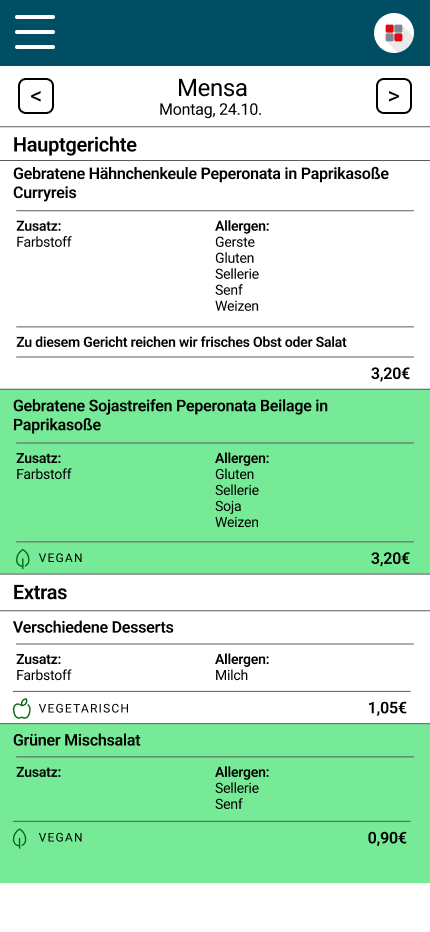 < Mensa >
Montag, 24.10.
Hauptgerichte
Gebratene Hähnchenkeule Peperonata in Paprikasoße
Curryreis
Zusatz: Allergen:
Farbstoff Gerste
Gluten
Sellerie
Senf
Weizen
Zu diesem Gericht reichen wir frisches Obst oder Salat
3,20€
Gebratene Sojastreifen Peperonata Beilage in
Paprikasoße
Zusatz: Allergen:
Farbstoff Gluten
Sellerie
Soja
Weizen
VEGAN 3,20€
Extras
Verschiedene Desserts
Zusatz: Allergen:
Farbstoff Milch
VEGETARISCH 1,05€
Grüner Mischsalat
Zusatz: Allergen:
Sellerie
Senf
VEGAN 0,90€